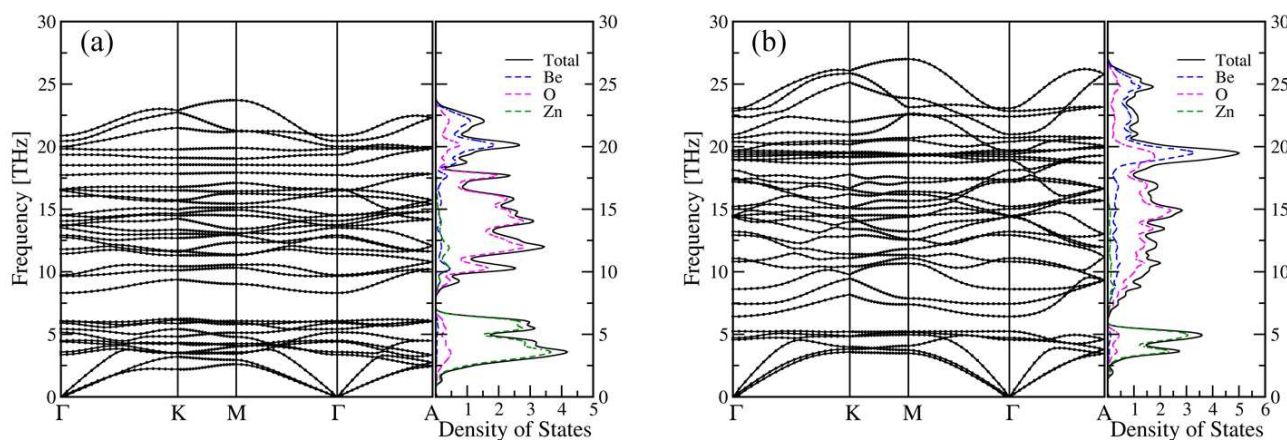 (a)
Frequency [THz]
30
25
20
15
10
5
0
Γ K M Γ A
Total
Be
O
Zn
30
25
20
15
10
5
0
1 2 3 4 5
Density of States
(b)
Frequency [THz]
30
25
20
15
10
5
0
Γ K M Γ A
Total
Be
O
Zn
30
25
20
15
10
5
0
1 2 3 4 5 6
Density of States